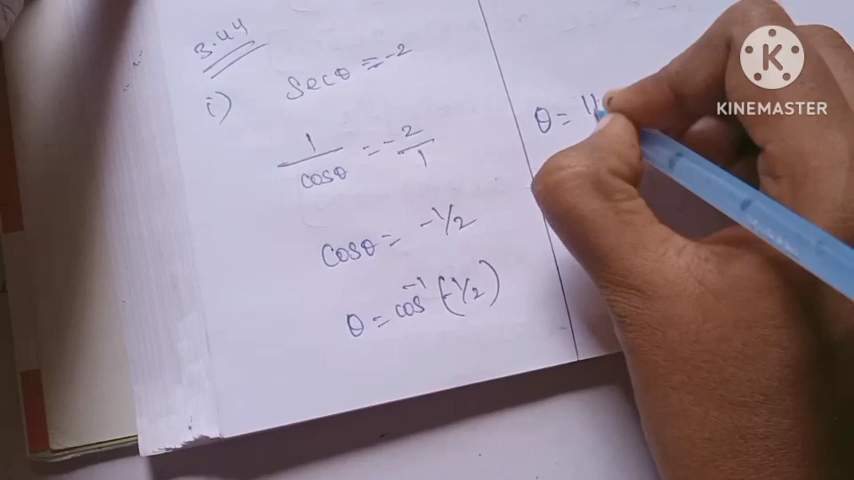 3.44
i) secθ = -2
1/cosθ = -2/1
cosθ = -1/2
θ = cos⁻¹(-1/2)
θ =
K
KINEMASTER